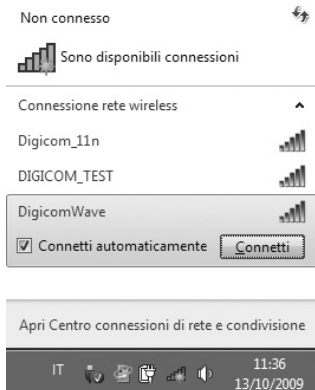 Non connesso
Sono disponibili connessioni
Connessione rete wireless
Digicom_11n
DIGICOM_TEST
DigicomWave
Connetti automaticamente Connetti
Apri Centro connessioni di rete e condivisione
IT 11:36
13/10/2009